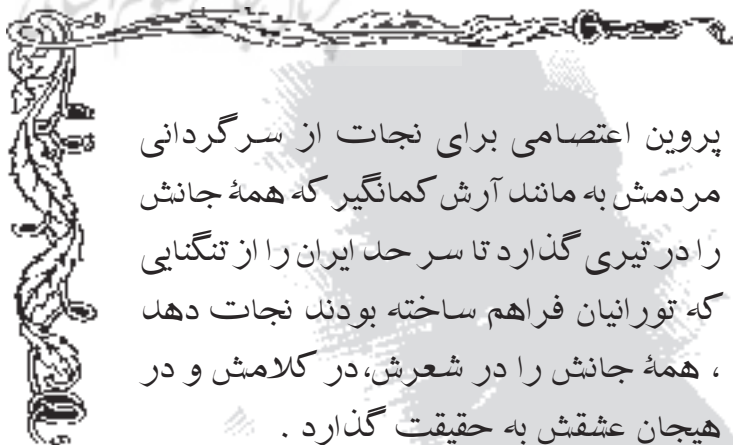 پروین اعتصامی برای نجات از سرگردانی
مردمش به مانند آرش کمانگیر که همهٔ جانش
را در تیری گذارد تا سر حد ایران را از تنگنایی
که تورانیان فراهم ساخته بودند نجات دهد
، همهٔ جانش را در شعرش،در کلامش و در
هیجان عشقش به حقیقت گذارد .